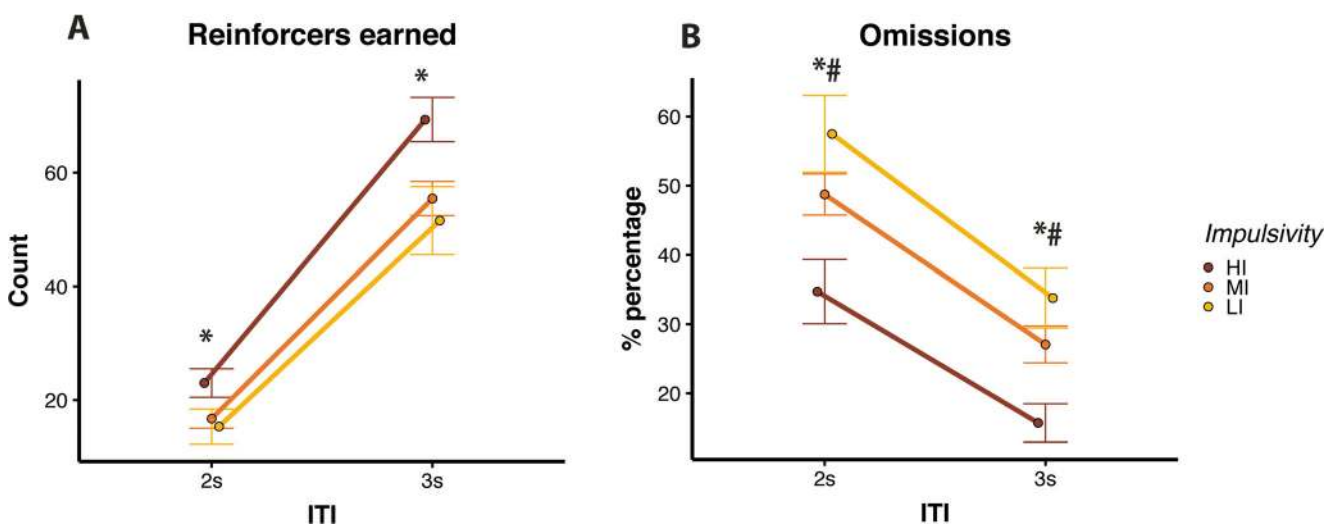 A Reinforcers earned
Count
60
40
20
*
*
2s 3s
ITI
B Omissions
% percentage
60
50
40
30
20
*#
*#
2s 3s
ITI
Impulsivity
HI
MI
LI